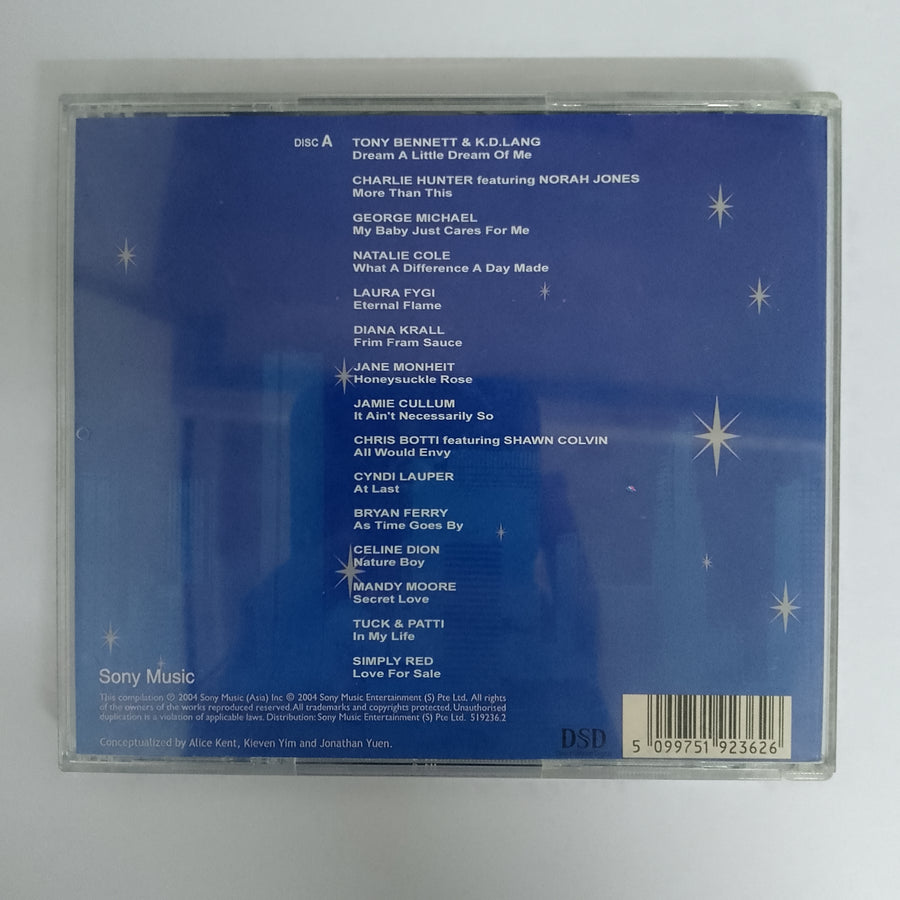 DISC A
TONY BENNETT & K.D.LANG
Dream A Little Dream Of Me
CHARLIE HUNTER featuring NORAH JONES
More Than This
GEORGE MICHAEL
My Baby Just Cares For Me
NATALIE COLE
What A Difference A Day Made
LAURA FYGI
Eternal Flame
DIANA KRALL
Frim Fram Sauce
JANE MONHEIT
Honeysuckle Rose
JAMIE CULLUM
It Ain't Necessarily So
CHRIS BOTTI featuring SHAWN COLVIN
All Would Envy
CYNDI LAUPER
At Last
BRYAN FERRY
As Time Goes By
CELINE DION
Nature Boy
MANDY MOORE
Secret Love
TUCK & PATTI
In My Life
SIMPLY RED
Love For Sale
Sony Music
This compilation ℗ 2004 Sony Music (Asia) Inc © 2004 Sony Music Entertainment (S) Pte Ltd. All rights
of the owners of the works reproduced reserved. All trademarks and copyrights protected. Unauthorised
duplication is a violation of applicable laws. Distribution: Sony Music Entertainment (S) Pte Ltd. 519236.2
Conceptualized by Alice Kent, Kieven Yim and Jonathan Yuen.
DSD
5 099751 923626